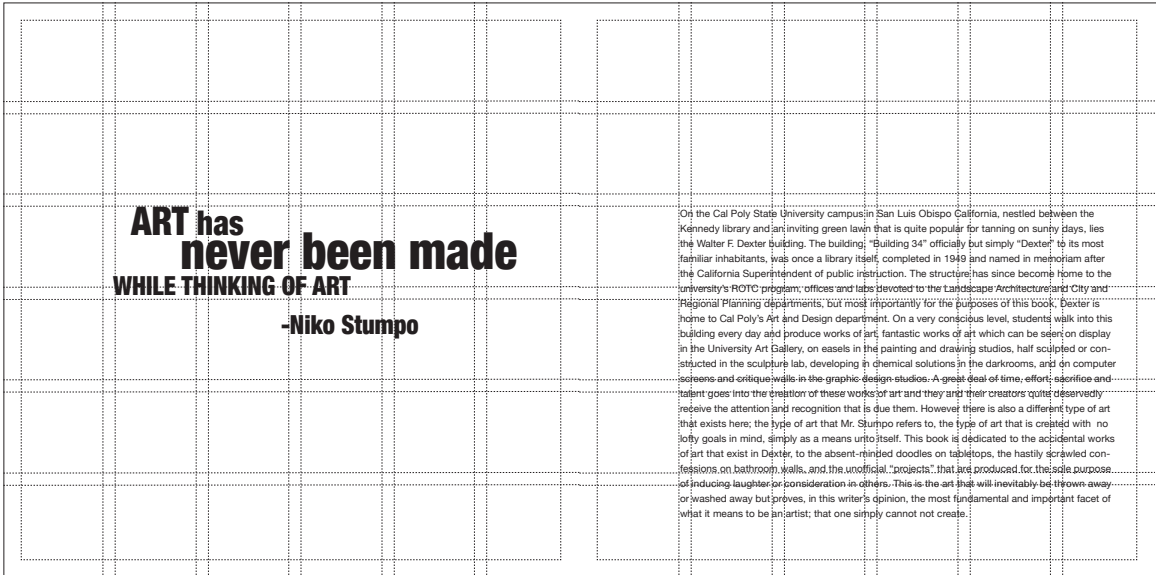 ART has
never been made
WHILE THINKING OF ART
-Niko Stumpo
On the Cal Poly State University campus in San Luis Obispo California, nestled between the
Kennedy library and an inviting green lawn that is quite popular for tanning on sunny days, lies
the Walter F. Dexter building. The building, “Building 34” officially but simply “Dexter” to its most
familiar inhabitants, was once a library itself, completed in 1949 and named in memoriam after
the California Superintendent of public instruction. The structure has since become home to the
university’s ROTC program, offices and labs devoted to the Landscape Architecture and City and
Regional Planning departments, but most importantly for the purposes of this book, Dexter is
home to Cal Poly’s Art and Design department. On a very conscious level, students walk into this
building every day and produce works of art, fantastic works of art which can be seen on display
in the University Art Gallery, on easels in the painting and drawing studios, half sculpted or con-
structed in the sculpture lab, developing in chemical solutions in the darkrooms, and on computer
screens and critique walls in the graphic design studios. A great deal of time, effort, sacrifice and
talent goes into the creation of these works of art and they and their creators quite deservedly
receive the attention and recognition that is due them. However there is also a different type of art
that exists here; the type of art that Mr. Stumpo refers to, the type of art that is created with  no
lofty goals in mind, simply as a means unto itself. This book is dedicated to the accidental works
of art that exist in Dexter, to the absent-minded doodles on tabletops, the hastily scrawled con-
fessions on bathroom walls, and the unofficial “projects” that are produced for the sole purpose
of inducing laughter or consideration in others. This is the art that will inevitably be thrown away
or washed away but proves, in this writer’s opinion, the most fundamental and important facet of
what it means to be an artist; that one simply cannot not create.